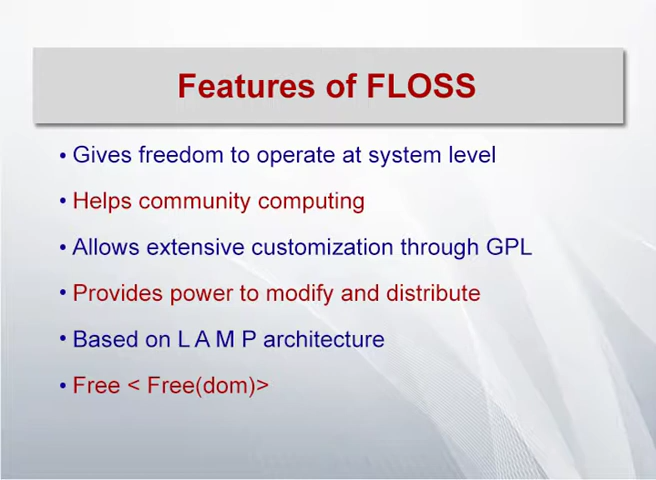 Features of FLOSS
• Gives freedom to operate at system level
• Helps community computing
• Allows extensive customization through GPL
• Provides power to modify and distribute
• Based on L A M P architecture
• Free < Free(dom)>